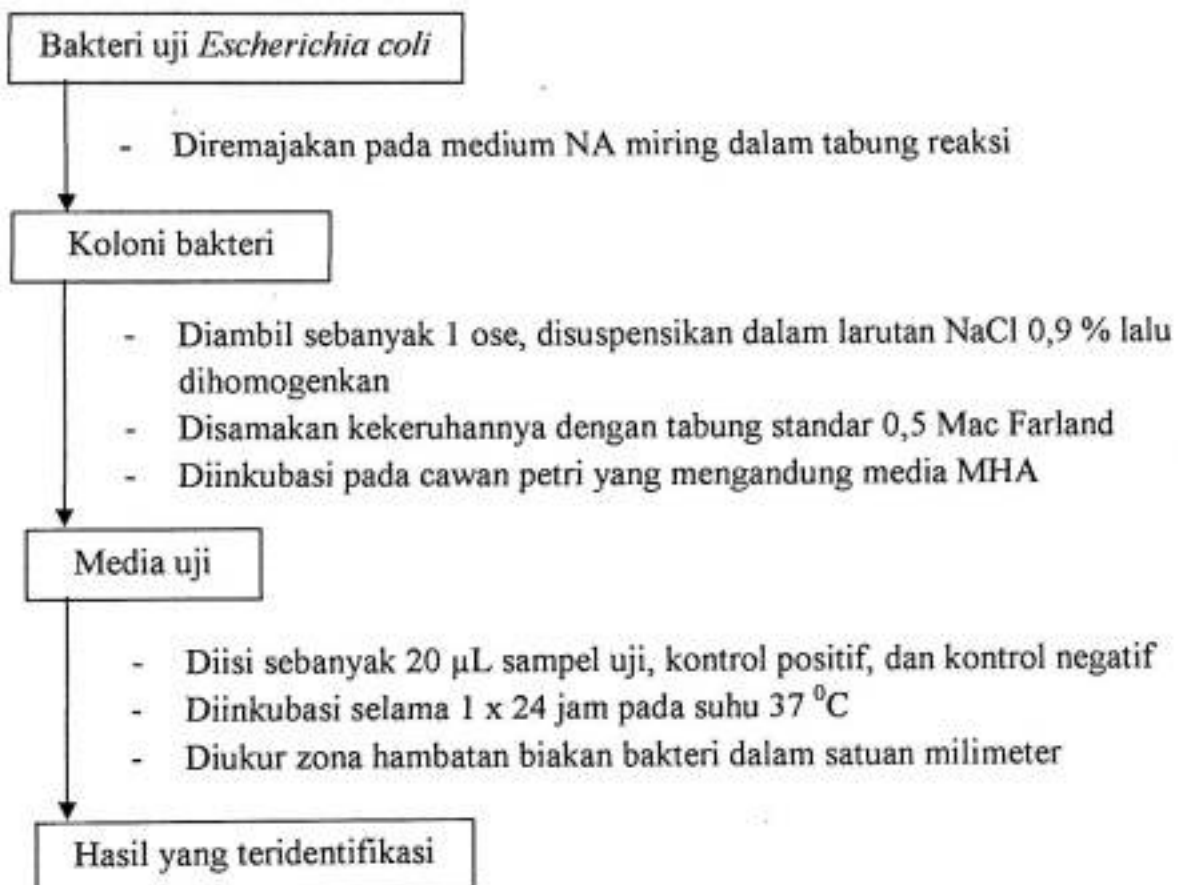 Bakteri uji Escherichia coli
- Diremajakan pada medium NA miring dalam tabung reaksi
Koloni bakteri
- Diambil sebanyak 1 ose, disuspensikan dalam larutan NaCl 0,9 % lalu
dihomogenkan
- Disamakan kekeruhannya dengan tabung standar 0,5 Mac Farland
- Diinkubasi pada cawan petri yang mengandung media MHA
Media uji
- Diisi sebanyak 20 µL sampel uji, kontrol positif, dan kontrol negatif
- Diinkubasi selama 1 x 24 jam pada suhu 37 ⁰C
- Diukur zona hambatan biakan bakteri dalam satuan milimeter
Hasil yang teridentifikasi